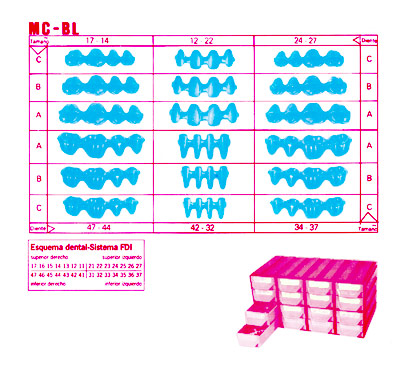 MC-BL
Tamaño 17 - 14 12 - 22 24 - 27 Diente
C C
B B
A A
A A
B B
C C
Diente 47 - 44 42 - 32 34 - 37 Tamaño
Esquema dental-Sistema FDI
superior derecho superior izquierdo
17 16 15 14 13 12 11 21 22 23 24 25 26 27
47 46 45 44 43 42 41 31 32 33 34 35 36 37
inferior derecho inferior izquierdo